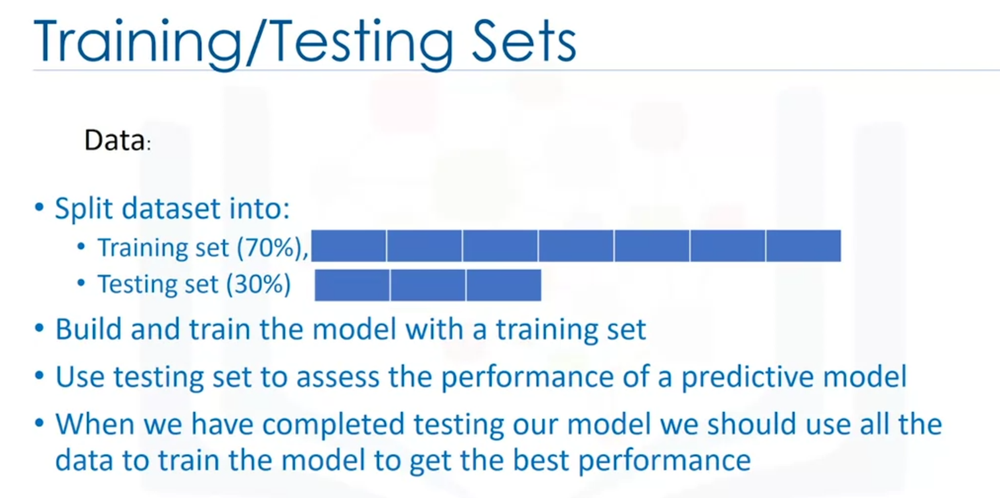 Training/Testing Sets
Data:
• Split dataset into:
• Training set (70%),
• Testing set (30%)
• Build and train the model with a training set
• Use testing set to assess the performance of a predictive model
• When we have completed testing our model we should use all the
data to train the model to get the best performance